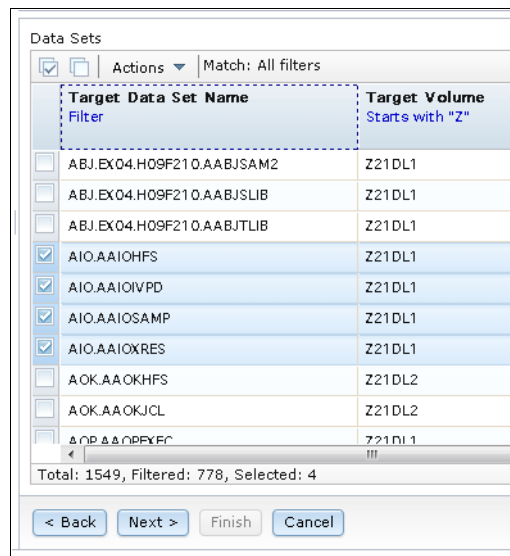 Data Sets
Actions Match: All filters
Target Data Set Name Target Volume
Filter Starts with "Z"
ABJ.EX04.H09F210.AABJSAM2 Z21DL1
ABJ.EX04.H09F210.AABJSLIB Z21DL1
ABJ.EX04.H09F210.AABJTLIB Z21DL1
AIO.AAIOHFS Z21DL1
AIO.AAIOIVPD Z21DL1
AIO.AAIOSAMP Z21DL1
AIO.AAIOXRES Z21DL1
AOK.AAOKHFS Z21DL2
AOK.AAOKJCL Z21DL2
AOP.AAOPEXEC Z21DL1
Total: 1549, Filtered: 778, Selected: 4
< Back Next > Finish Cancel